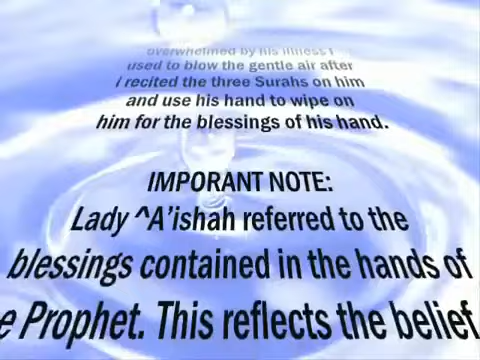 overwhelmed by his illness I
used to blow the gentle air after
I recited the three Surahs on him
and use his hand to wipe on
him for the blessings of his hand.
IMPORANT NOTE:
Lady ^A'ishah referred to the
blessings contained in the hands of
e Prophet. This reflects the belief